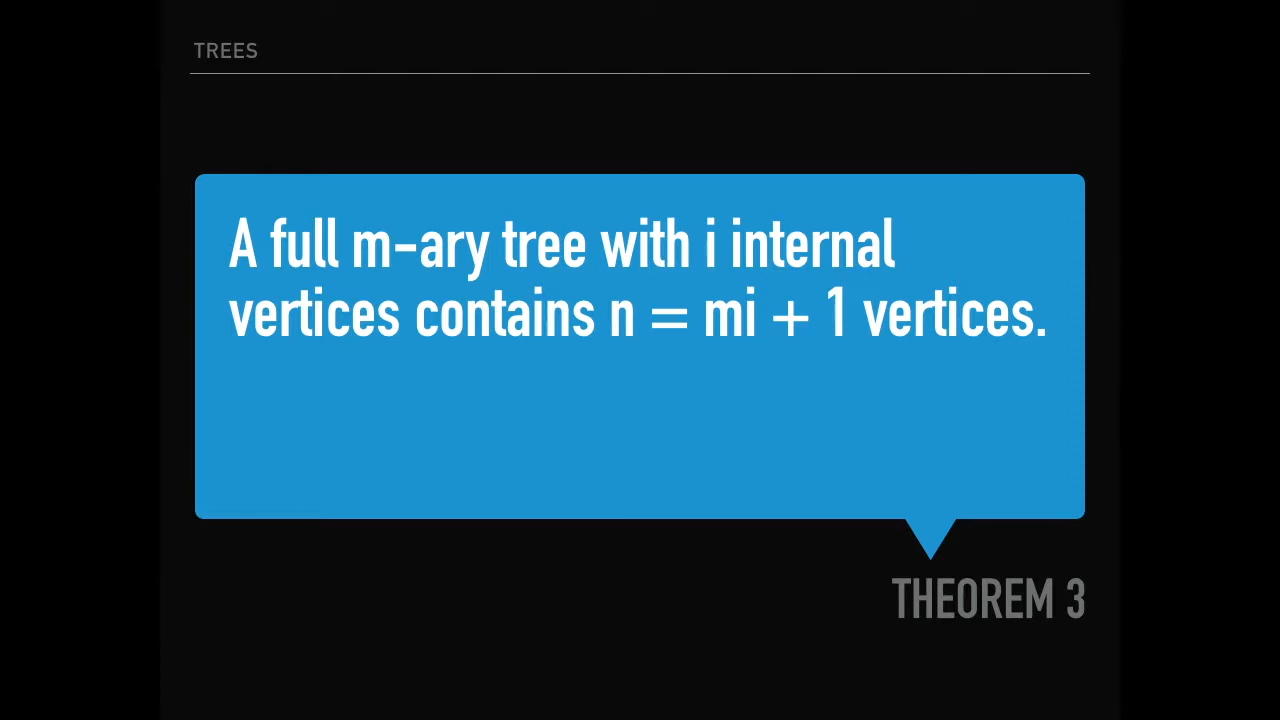 TREES
A full m-ary tree with i internal
vertices contains n = mi + 1 vertices.
THEOREM 3